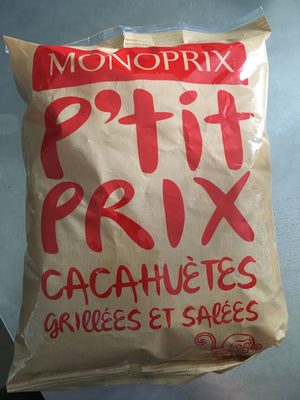 MONOPRIX
P'tit
PRIX
CACAHUÈTES
GRILLÉES ET SALÉES